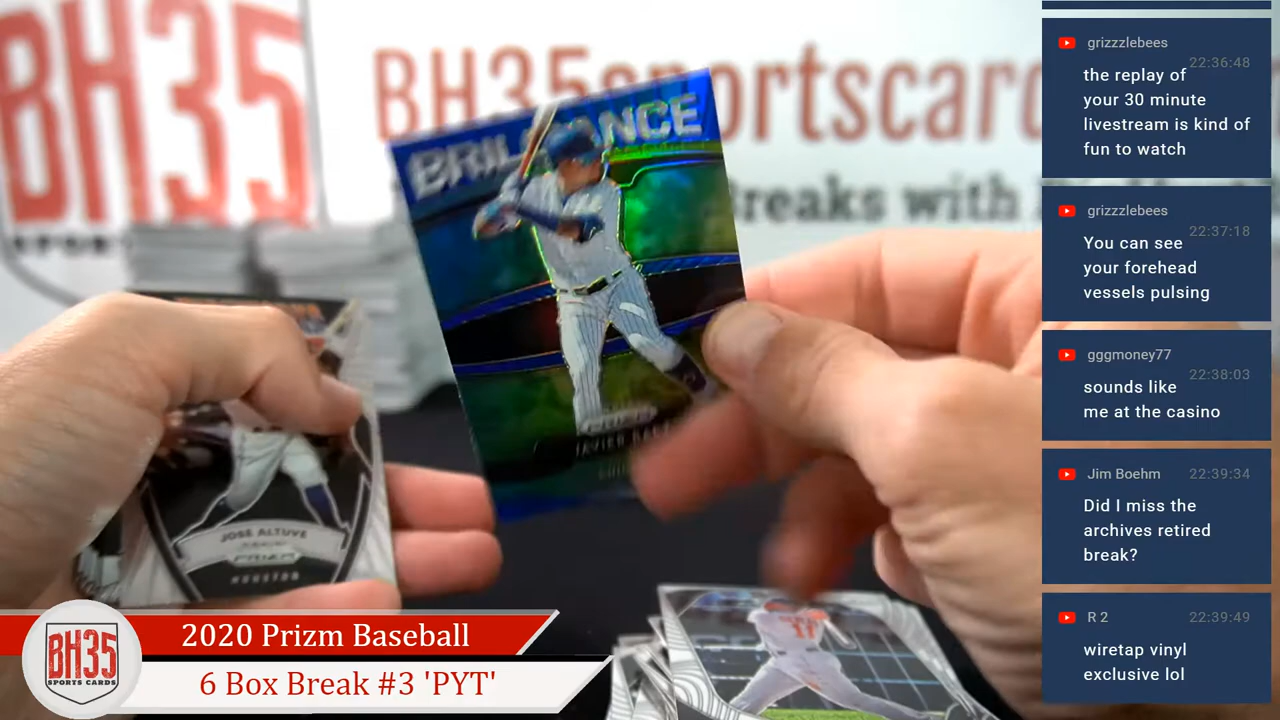 BH35
SPORTS
BH35sportscard
reaks with
BRILLIANCE
PRIZM
JAVIER
JOSE ALTUVE
PRIZM
HOUSTON
BH35
SPORTS CARDS
2020 Prizm Baseball
6 Box Break #3 'PYT'
grizzzlebees
22:36:48
the replay of
your 30 minute
livestream is kind of
fun to watch
grizzzlebees
22:37:18
You can see
your forehead
vessels pulsing
gggmoney77
22:38:03
sounds like
me at the casino
Jim Boehm 22:39:34
Did I miss the
archives retired
break?
R 2 22:39:49
wiretap vinyl
exclusive lol